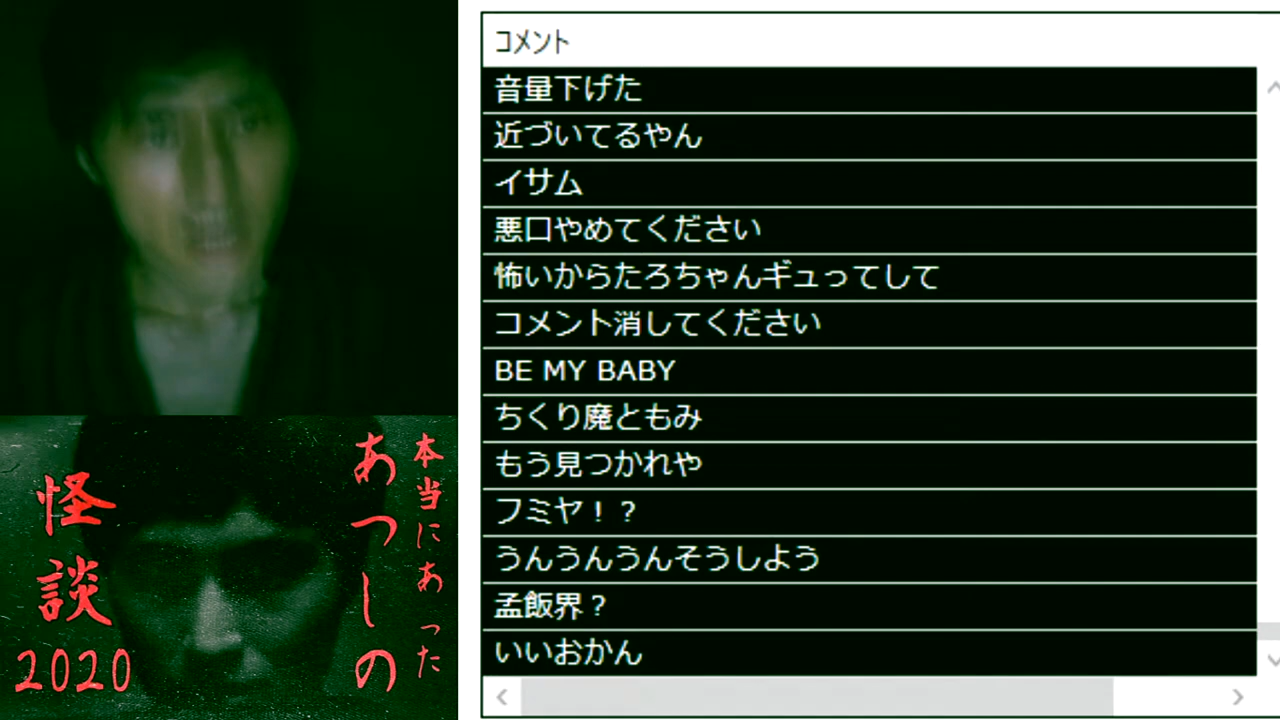 コメント
音量下げた
近づいてるやん
イサム
悪口やめてください
怖いからたろちゃんギュってして
コメント消してください
BE MY BABY
ちくり魔ともみ
もう見つかれや
フミヤ！？
うんうんうんそうしよう
孟飯界？
いいおかん
本当にあった
あつしの
怪談
2020